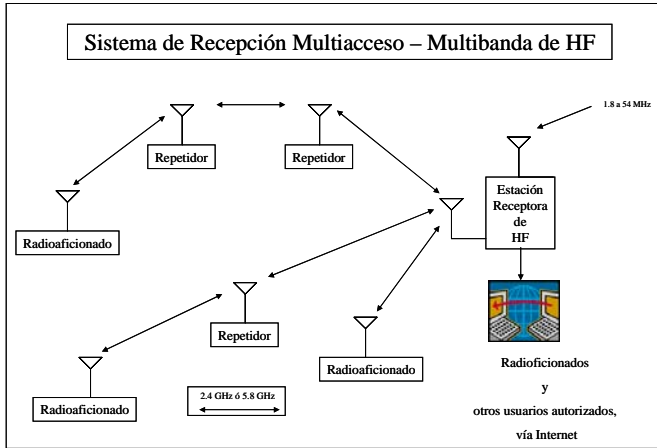 Sistema de Recepción Multiacceso – Multibanda de HF
1.8 a 54 MHz
Repetidor
Repetidor
Estación
Receptora
de
HF
Radioaficionado
Repetidor
Radioaficionado
Radioaficionado
2.4 GHz ó 5.8 GHz
Radioficionados
y
otros usuarios autorizados,
vía Internet